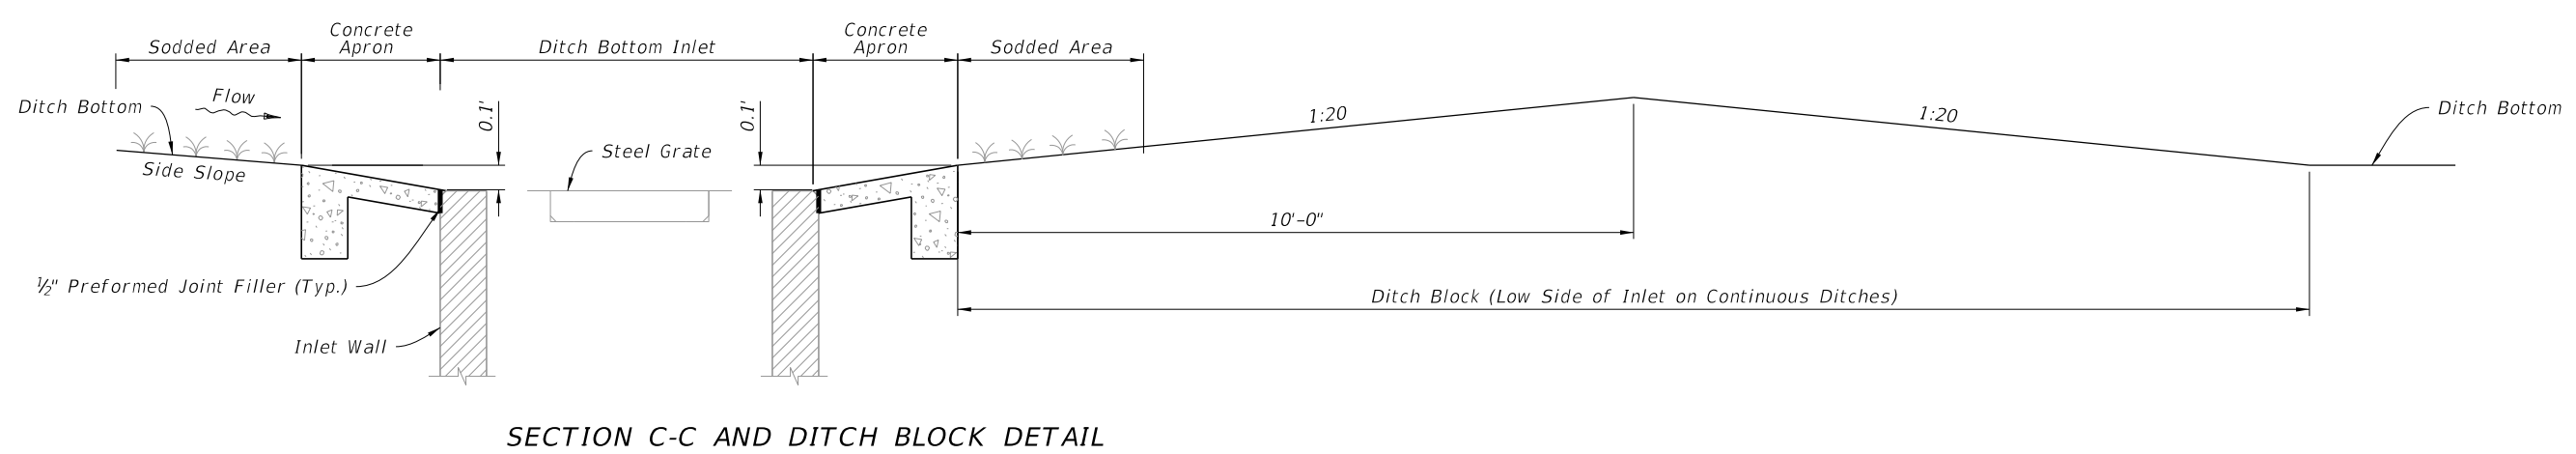 Sodded Area
Concrete
Apron
Ditch Bottom Inlet
Concrete
Apron
Sodded Area
Ditch Bottom
Flow
0.1'
0.1'
1:20
1:20
Ditch Bottom
Side Slope
Steel Grate
10'-0"
½" Preformed Joint Filler (Typ.)
Ditch Block (Low Side of Inlet on Continuous Ditches)
Inlet Wall
SECTION C-C AND DITCH BLOCK DETAIL